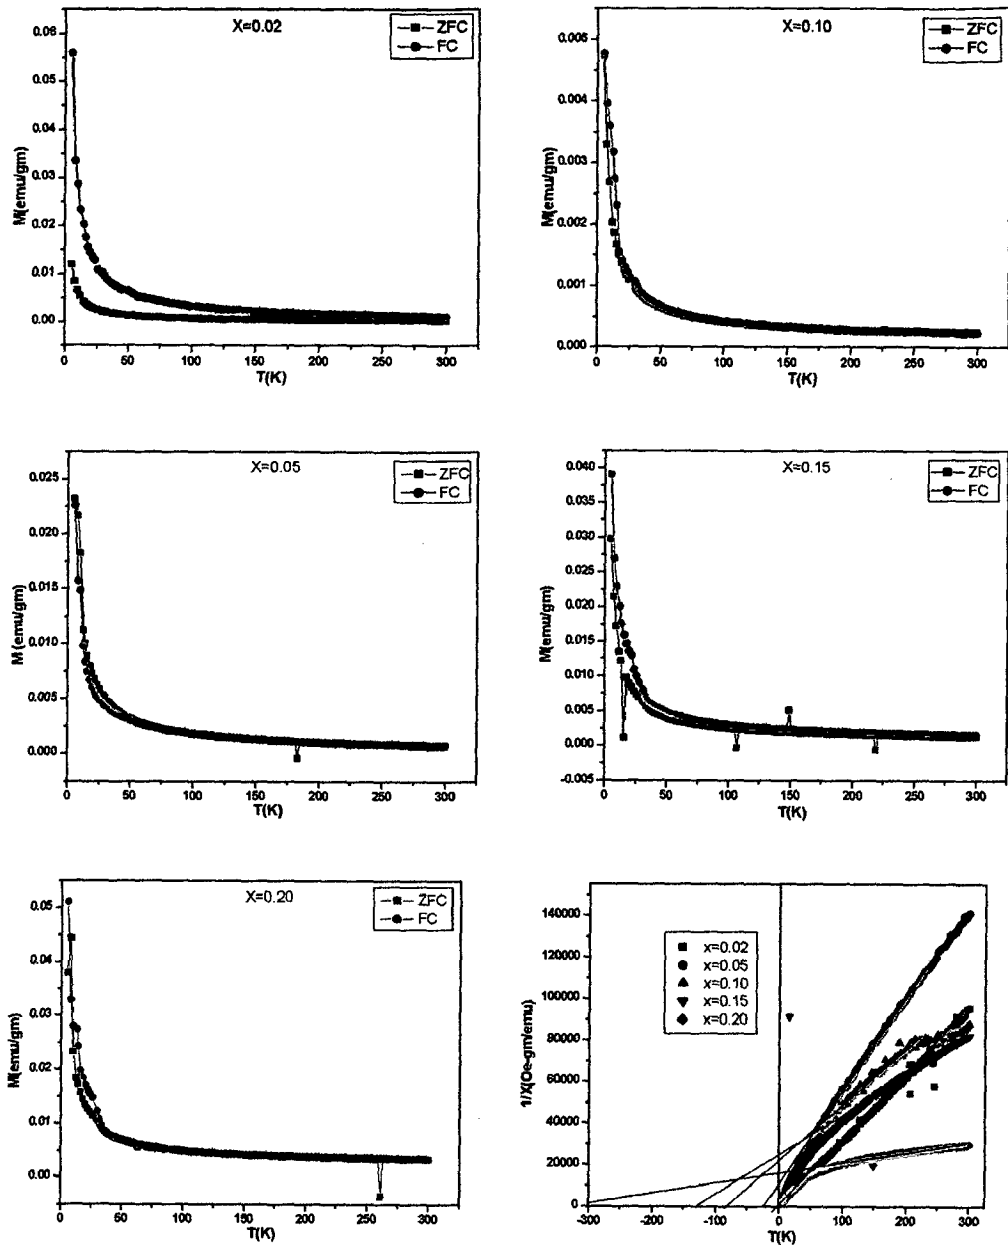 X=0.02
ZFC
FC
0.06
0.05
0.04
0.03
0.02
0.01
0.00
M(emu/gm)
0 50 100 150 200 250 300
T(K)
X=0.10
ZFC
FC
0.005
0.004
0.003
0.002
0.001
0.000
M(emu/gm)
0 50 100 150 200 250 300
T(K)
X=0.05
ZFC
FC
0.025
0.020
0.015
0.010
0.005
0.000
M (emu/gm)
0 50 100 150 200 250 300
T(K)
X=0.15
ZFC
FC
0.040
0.035
0.030
0.025
0.020
0.015
0.010
0.005
0.000
-0.005
M(emu/gm)
0 50 100 150 200 250 300
T(K)
X=0.20
ZFC
FC
0.05
0.04
0.03
0.02
0.01
0.00
M(emu/gm)
0 50 100 150 200 250 300
T(K)
x=0.02
x=0.05
x=0.10
x=0.15
x=0.20
140000
120000
100000
80000
60000
40000
20000
0
1/X(Oe-gm/emu)
-300 -200 -100 0 100 200 300
T(K)